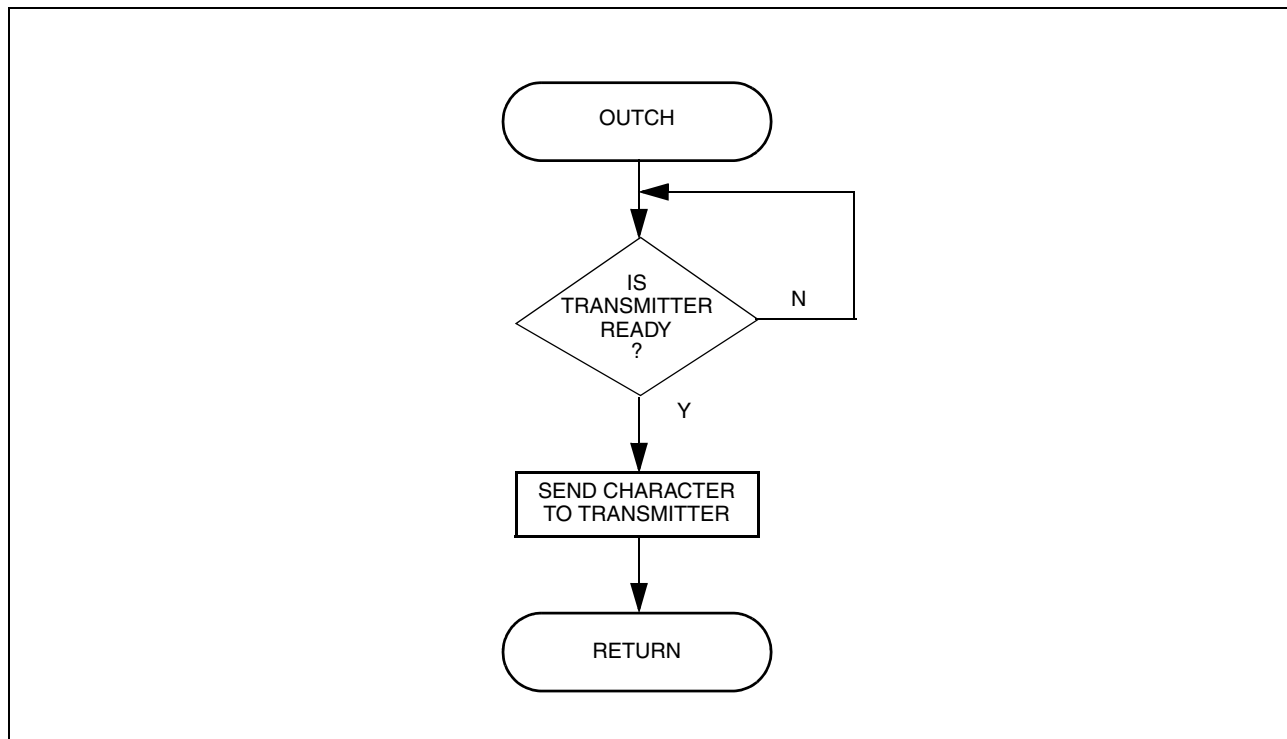 OUTCH
IS
TRANSMITTER
READY
?
N
Y
SEND CHARACTER
TO TRANSMITTER
RETURN